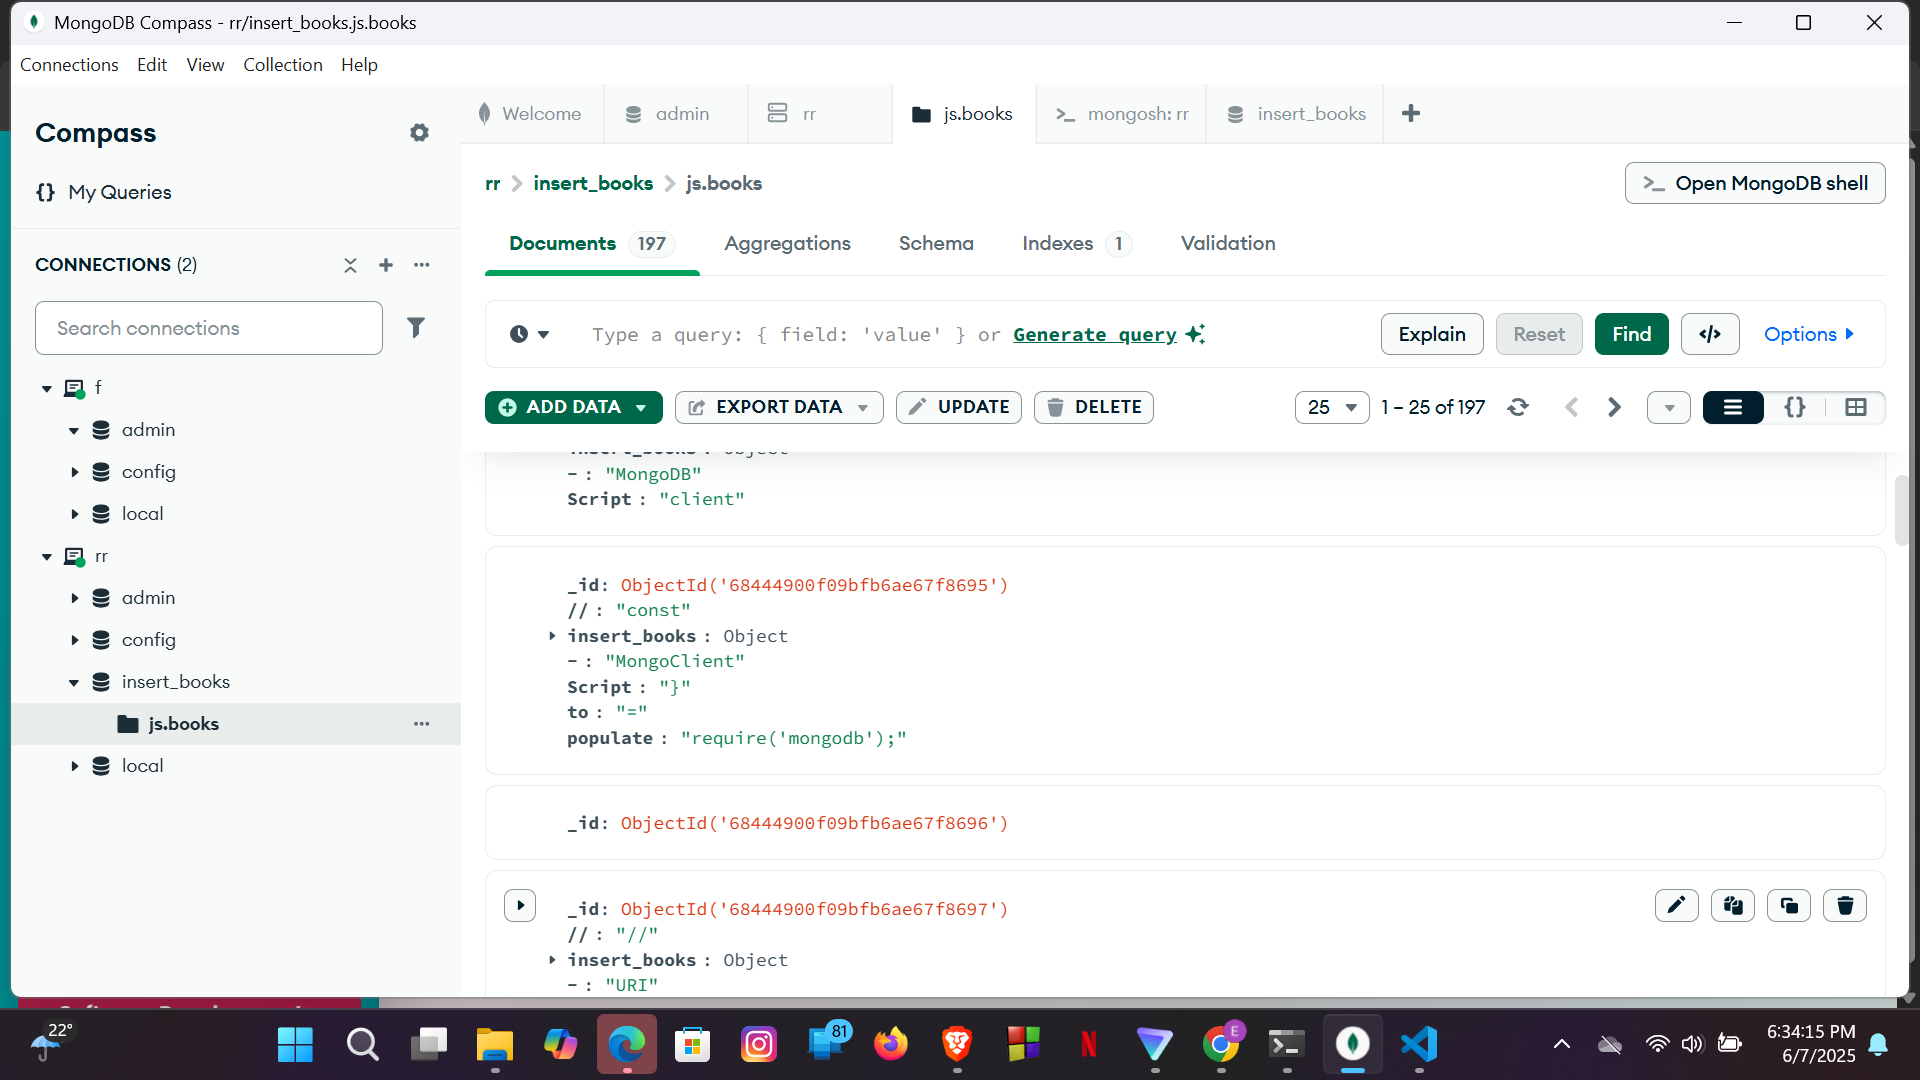 MongoDB Compass - rr/insert_books.js.books
Connections Edit View Collection Help
Compass
{} My Queries
CONNECTIONS (2)
Search connections
f
admin
config
local
rr
admin
config
insert_books
js.books
local
Welcome
admin
rr
js.books
>_ mongosh: rr
insert_books
rr > insert_books > js.books
>_ Open MongoDB shell
Documents 197
Aggregations
Schema
Indexes 1
Validation
Type a query: { field: 'value' } or Generate query
Explain
Reset
Find
</>
Options
ADD DATA
EXPORT DATA
UPDATE
DELETE
25
1 – 25 of 197
{}
insert_books : Object
- : "MongoDB"
Script : "client"
_id: ObjectId('68444900f09bfb6ae67f8695')
// : "const"
insert_books : Object
- : "MongoClient"
Script : "}"
to : "="
populate : "require('mongodb');"
_id: ObjectId('68444900f09bfb6ae67f8696')
_id: ObjectId('68444900f09bfb6ae67f8697')
// : "//"
insert_books : Object
- : "URI"
22°
81
E
6:34:15 PM
6/7/2025